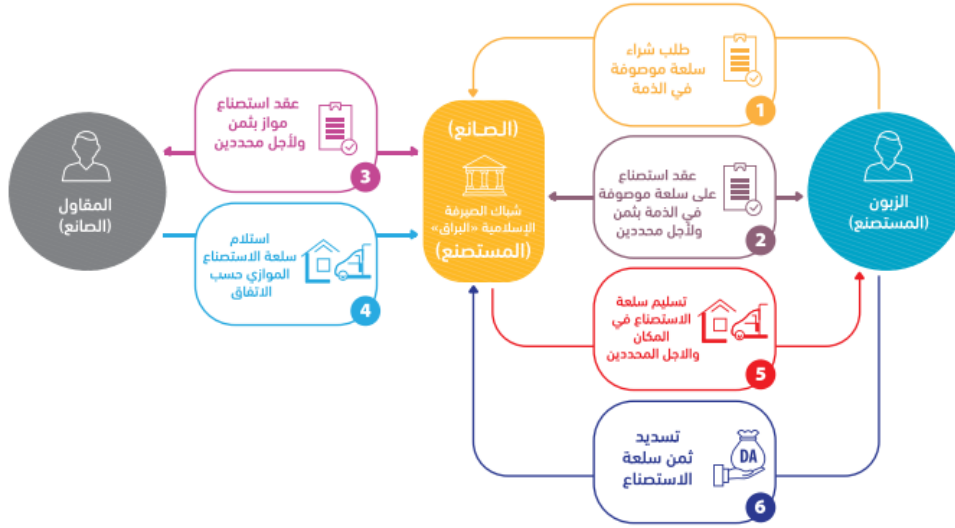 طلب شراء
سلعة موصوفة
في الذمة
1
عقد استصناع
مواز بثمن
ولأجل محددين
3
(الصانع)
شباك الصيرفة
الإسلامية «البراق»
(المستصنع)
المقاول
(الصانع)
الزبون
(المستصنع)
عقد استصناع
على سلعة موصوفة
في الذمة بثمن
ولأجل محددين
2
استلام
سلعة الاستصناع
الموازي حسب
الاتفاق
4
تسليم سلعة
الاستصناع في
المكان
والاجل المحددين
5
تسديد
ثمن سلعة
الاستصناع
DA
6